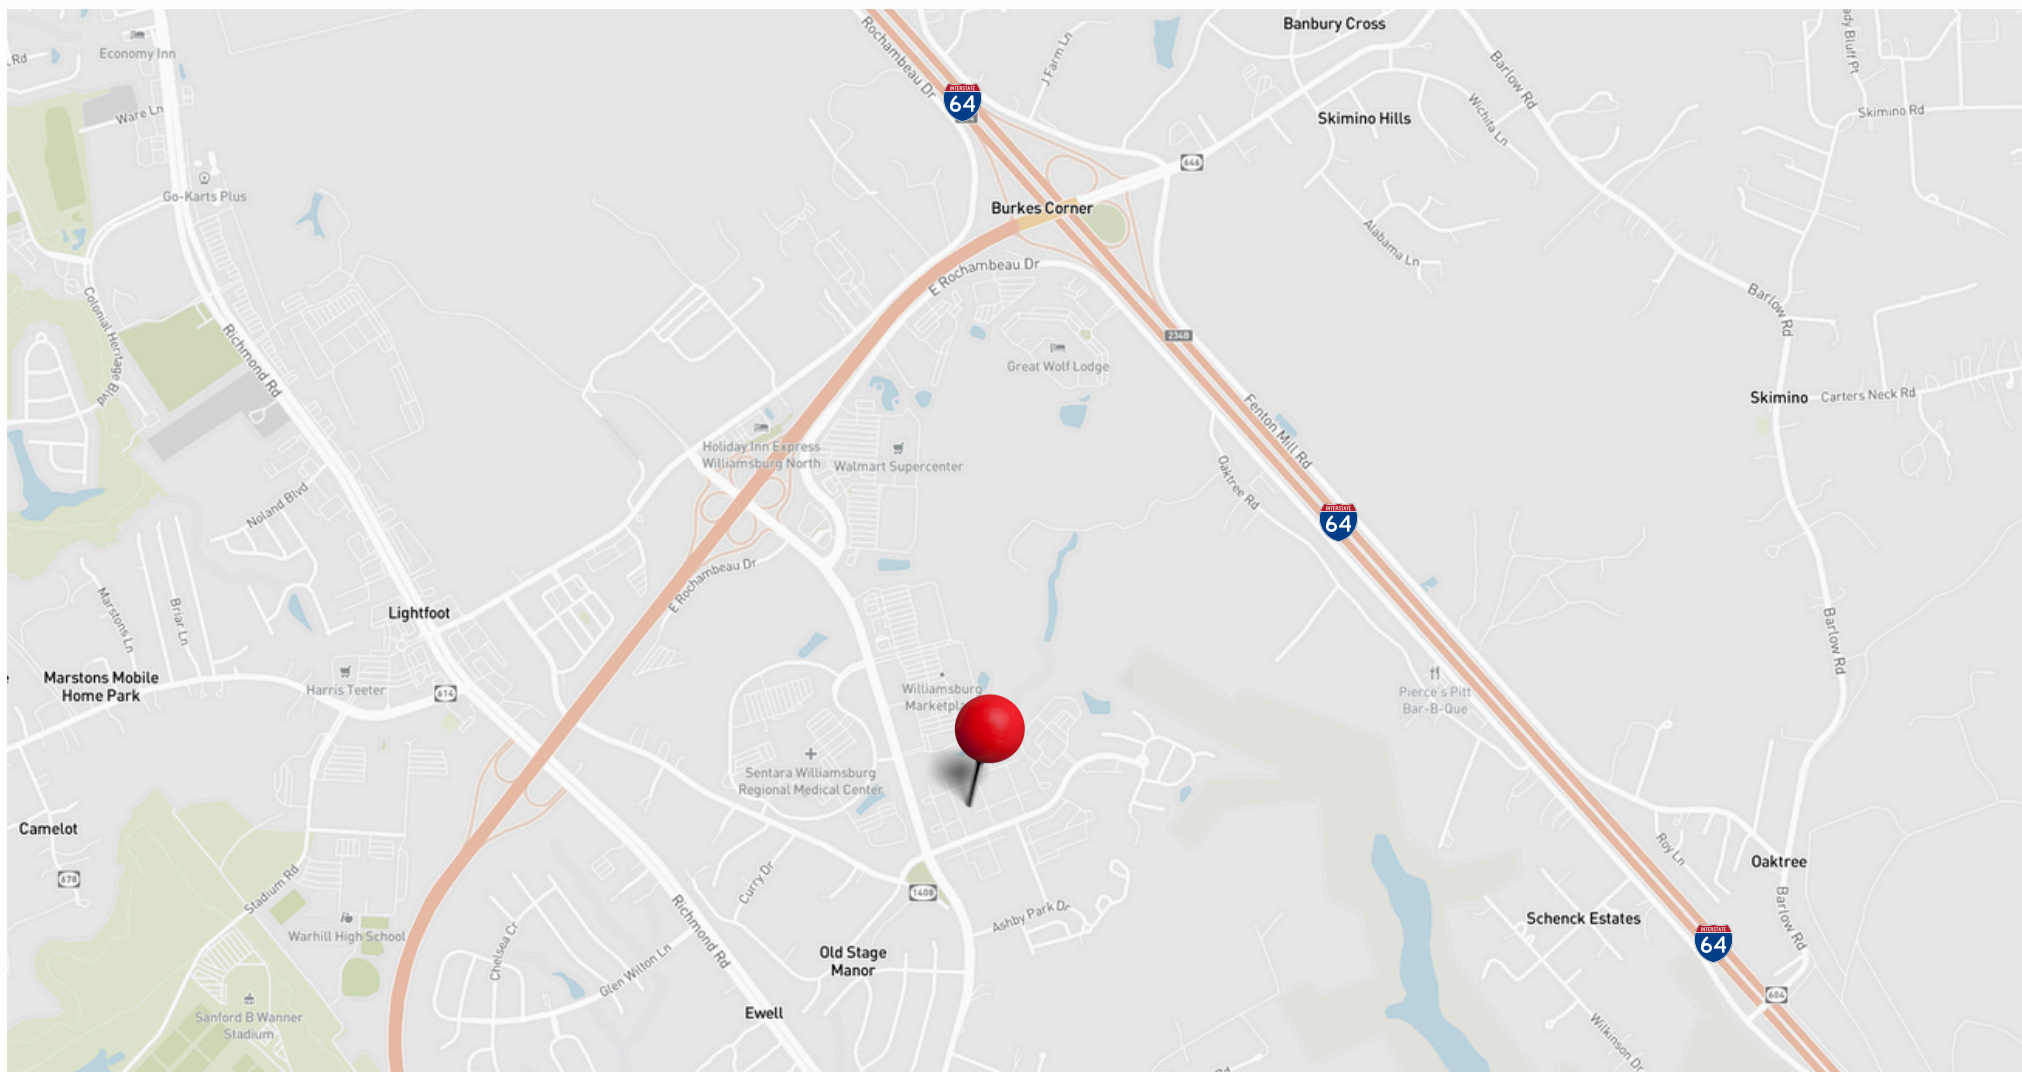 Banbury Cross
Economy Inn
Rd
Rochambeau Dr
J Farm Ln
Barlow Rd
INTERSTATE
64
Skimino Hills
Wichita Ln
Skimino Rd
Ware Ln
Go-Karts Plus
646
Burkes Corner
Alabama Ln
E Rochambeau Dr
Barlow Rd
Colonial Heritage Blvd
Richmond Rd
234B
Great Wolf Lodge
Fenton Mill Rd
Skimino
Carters Neck Rd
Holiday Inn Express
Williamsburg North
Walmart Supercenter
Oaktree Rd
INTERSTATE
64
Noland Blvd
E Rochambeau Dr
Marstons Ln
Briar Ln
Lightfoot
Barlow Rd
Marstons Mobile
Home Park
Harris Teeter
614
Williamsburg
Pierce's Pitt
Bar-B-Que
Sentara Williamsburg
Regional Medical Center
Camelot
678
Stadium Rd
Warhill High School
Curry Dr
1408
Roy Ln
Oaktree
Richmond Rd
Ashby Park Dr
Schenck Estates
Barlow Rd
INTERSTATE
64
Chelsea Cr
Glen Wilton Ln
Old Stage
Manor
604
Sanford B Wanner
Stadium
Ewell
Wilkinson Dr
Rd